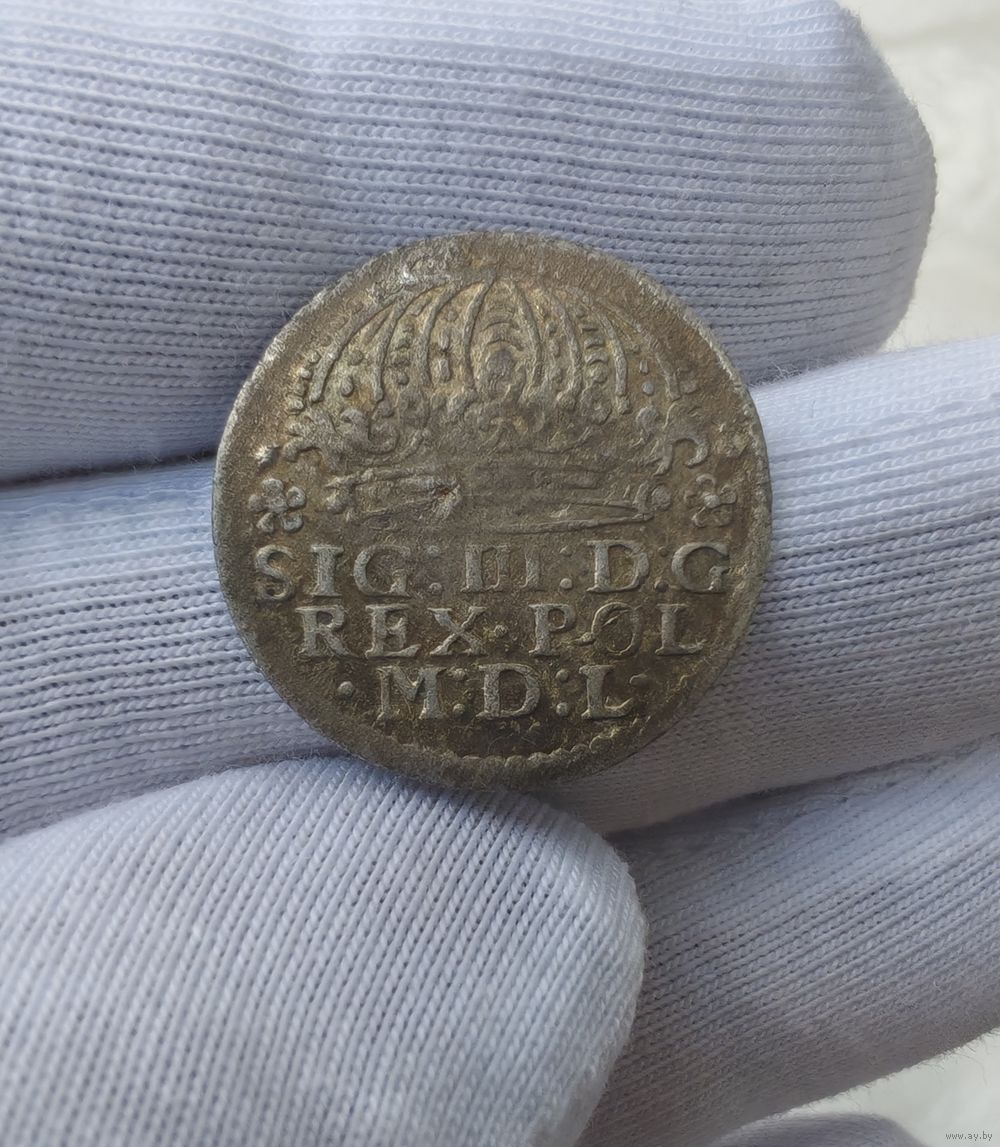 SIG : III : D : G
REX · POL
· M : D : L ·
www.ay.by